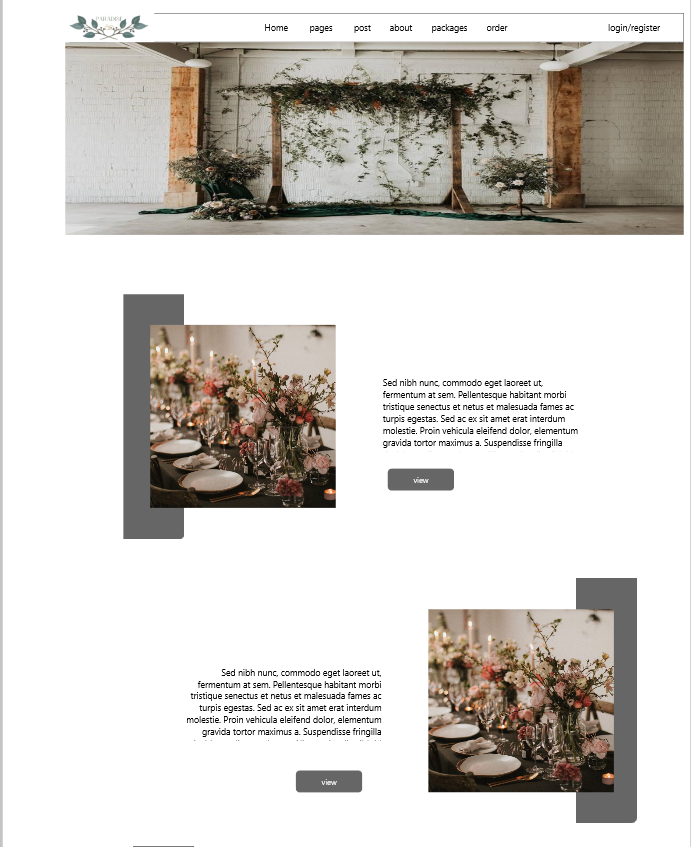 PARADISE
Home pages post about packages order login/register
Sed nibh nunc, commodo eget laoreet ut,
fermentum at sem. Pellentesque habitant morbi
tristique senectus et netus et malesuada fames ac
turpis egestas. Sed ac ex sit amet erat interdum
molestie. Proin vehicula eleifend dolor, elementum
gravida tortor maximus a. Suspendisse fringilla
view
Sed nibh nunc, commodo eget laoreet ut,
fermentum at sem. Pellentesque habitant morbi
tristique senectus et netus et malesuada fames ac
turpis egestas. Sed ac ex sit amet erat interdum
molestie. Proin vehicula eleifend dolor, elementum
gravida tortor maximus a. Suspendisse fringilla
view